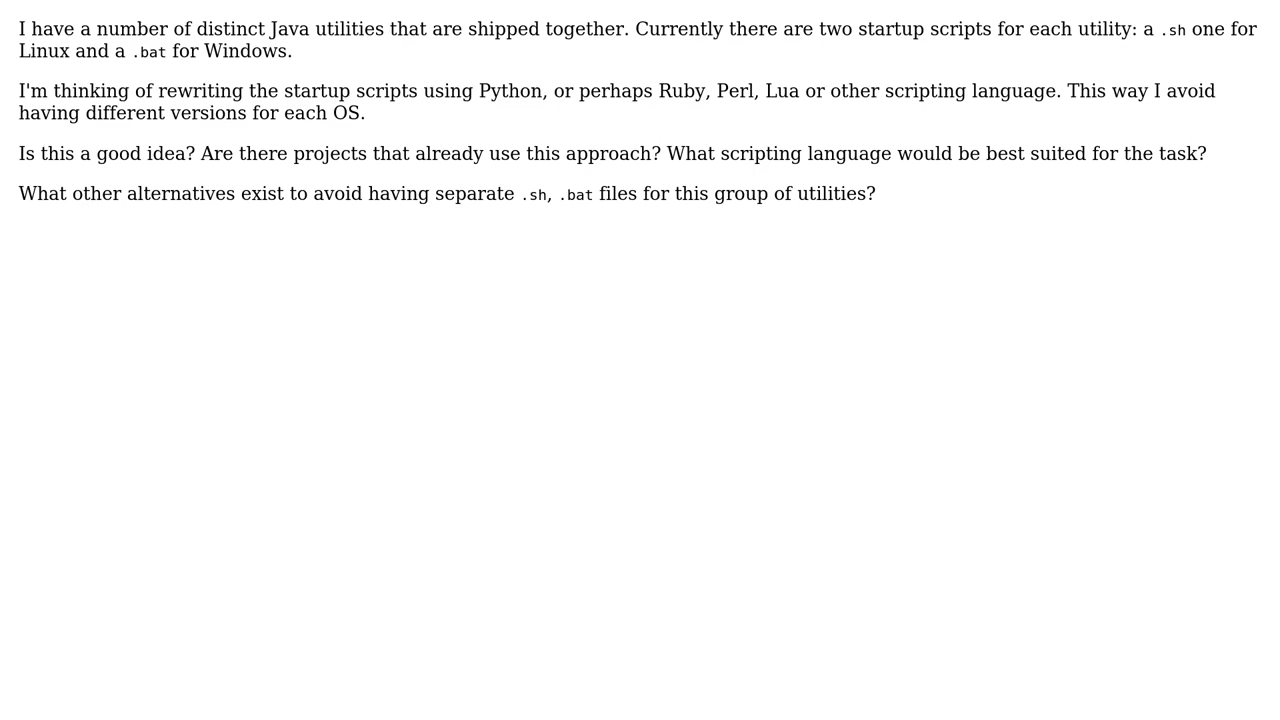 I have a number of distinct Java utilities that are shipped together. Currently there are two startup scripts for each utility: a .sh one for
Linux and a .bat for Windows.
I'm thinking of rewriting the startup scripts using Python, or perhaps Ruby, Perl, Lua or other scripting language. This way I avoid
having different versions for each OS.
Is this a good idea? Are there projects that already use this approach? What scripting language would be best suited for the task?
What other alternatives exist to avoid having separate .sh, .bat files for this group of utilities?